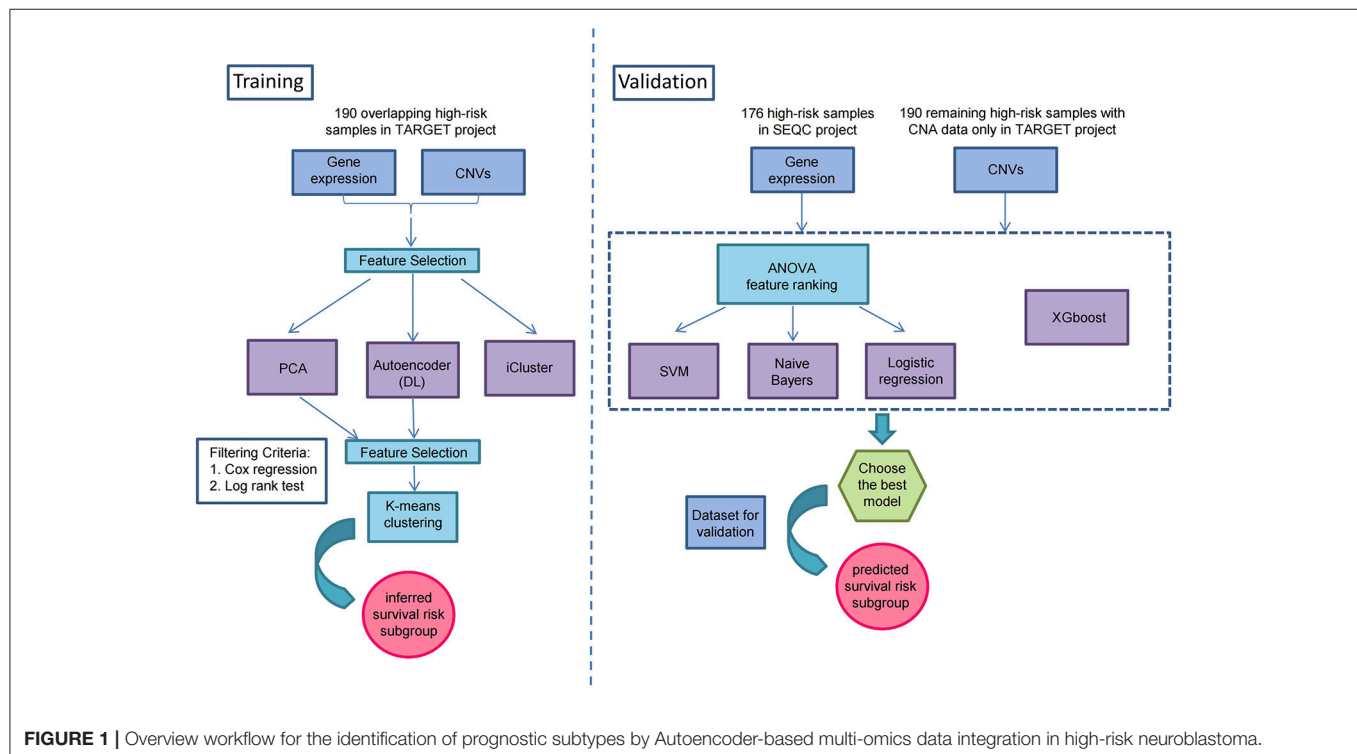 Training
190 overlapping high-risk
samples in TARGET project
Gene
expression
CNVs
Feature Selection
PCA
Autoencoder
(DL)
iCluster
Filtering Criteria:
1. Cox regression
2. Log rank test
Feature Selection
K-means
clustering
inferred
survival risk
subgroup
Validation
176 high-risk samples
in SEQC project
190 remaining high-risk samples with
CNA data only in TARGET project
Gene
expression
CNVs
ANOVA
feature ranking
XGboost
SVM
Naive
Bayers
Logistic
regression
Choose
the best
model
Dataset for
validation
predicted
survival risk
subgroup
FIGURE 1 | Overview workflow for the identification of prognostic subtypes by Autoencoder-based multi-omics data integration in high-risk neuroblastoma.